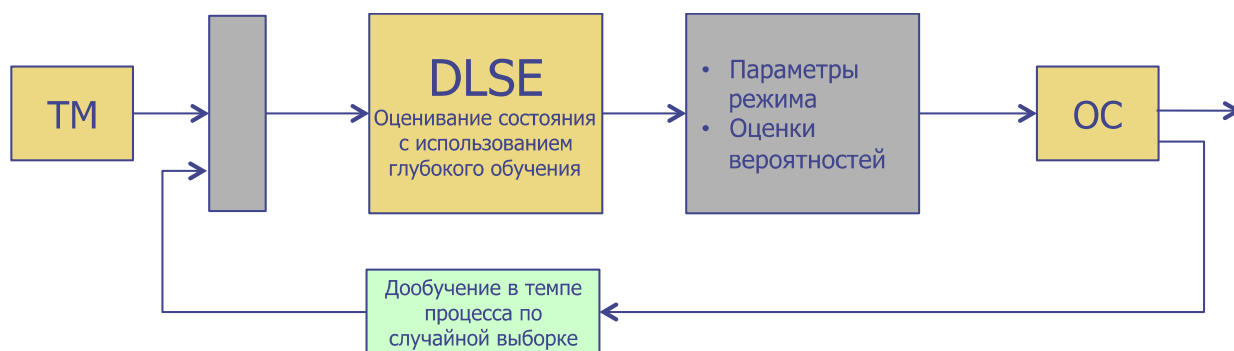 ТМ
DLSE
Оценивание состояния
с использованием
глубокого обучения
• Параметры
режима
• Оценки
вероятностей
ОС
Дообучение в темпе
процесса по
случайной выборке